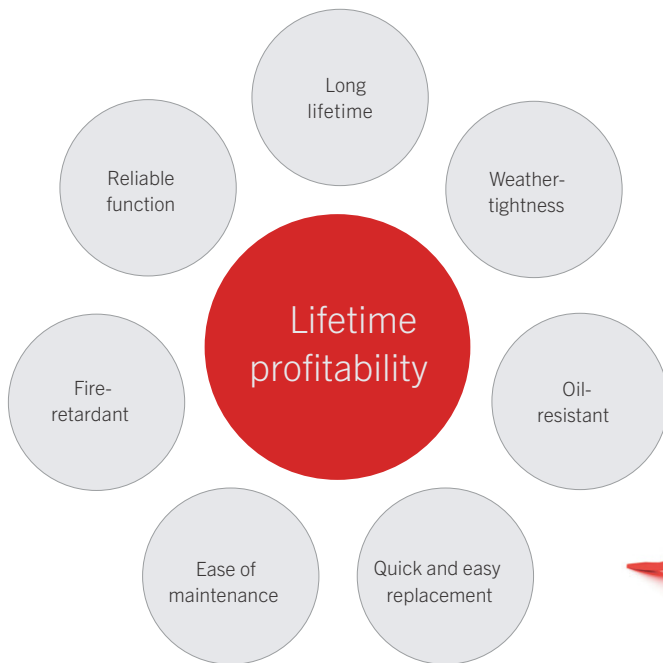 Long
lifetime
Reliable
function
Weather-
tightness
Lifetime
profitability
Fire-
retardant
Oil-
resistant
Ease of
maintenance
Quick and easy
replacement